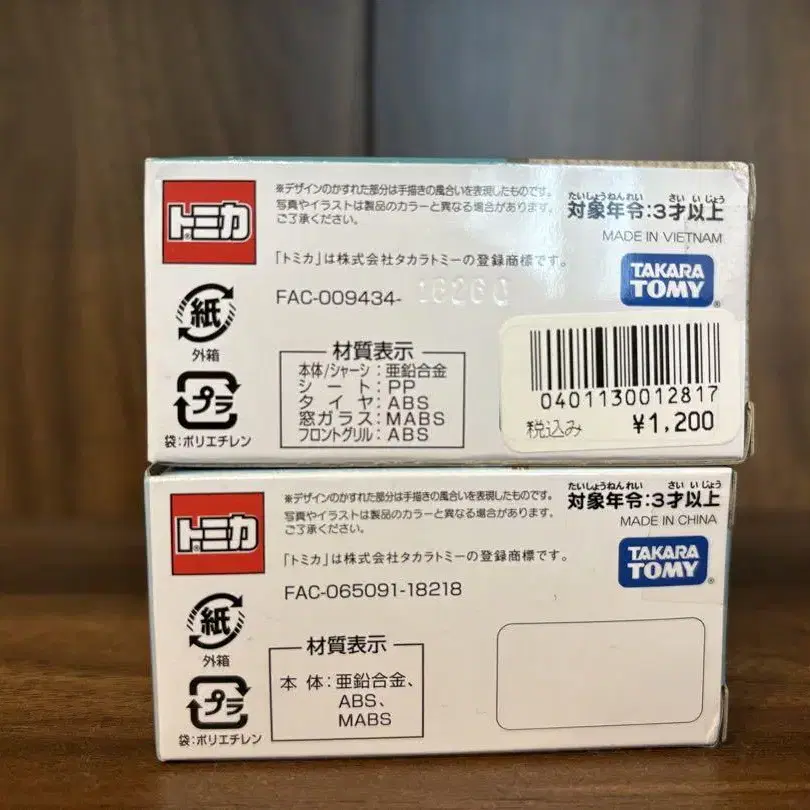 トミカ®
※デザインのかすれた部分は手描きの風合いを表現したものです。
写真やイラストは製品のカラーと異なる場合があります。
ご了承ください。
「トミカ」は株式会社タカラトミーの登録商標です。
たいしょうねんれい さいいじょう
対象年令:3才以上
MADE IN VIETNAM
TAKARA
TOMY®
FAC-009434-
紙
外箱
プラ
袋:ポリエチレン
材質表示
本体/シャーシ:亜鉛合金
シート:PP
タイヤ:ABS
窓ガラス:MABS
フロントグリル:ABS
0401130012817
税込み ¥1,200
トミカ®
※デザインのかすれた部分は手描きの風合いを表現したものです。
写真やイラストは製品のカラーと異なる場合があります。
ご了承ください。
「トミカ」は株式会社タカラトミーの登録商標です。
たいしょうねんれい さいいじょう
対象年令:3才以上
MADE IN CHINA
TAKARA
TOMY®
FAC-065091-18218
紙
外箱
プラ
袋:ポリエチレン
材質表示
本体:亜鉛合金、
ABS、
MABS